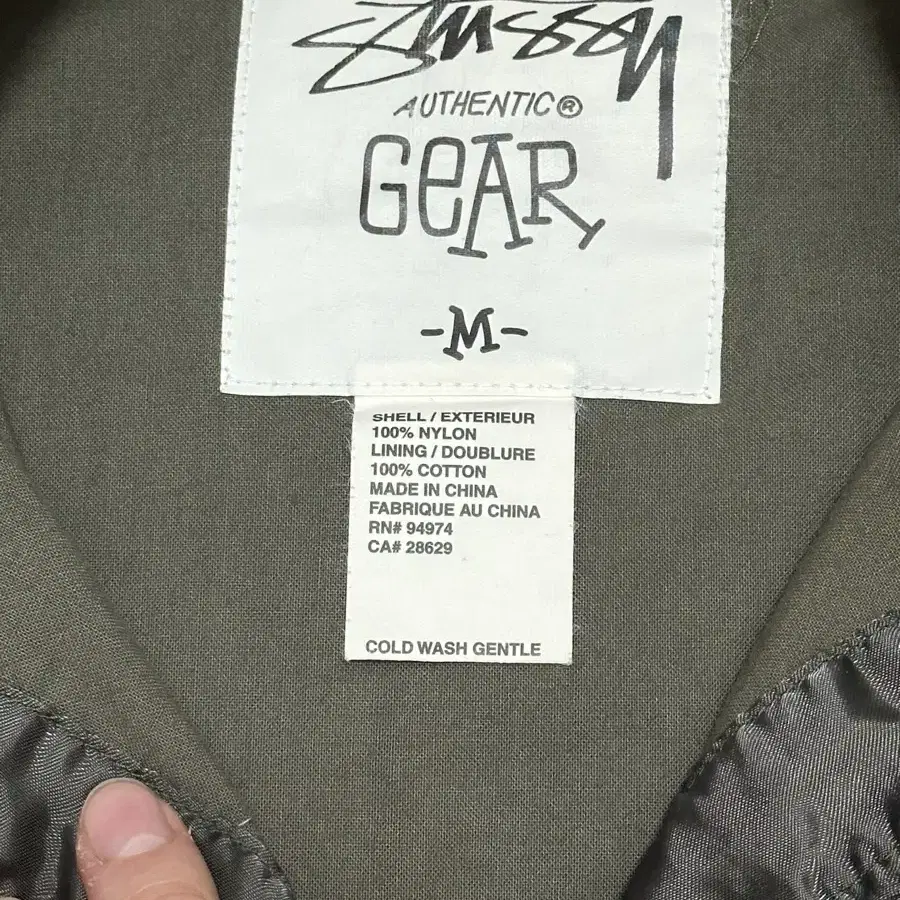 Stussy
AUTHENTIC®
GEAR
-M-
SHELL / EXTERIEUR
100% NYLON
LINING / DOUBLURE
100% COTTON
MADE IN CHINA
FABRIQUE AU CHINA
RN# 94974
CA# 28629
COLD WASH GENTLE